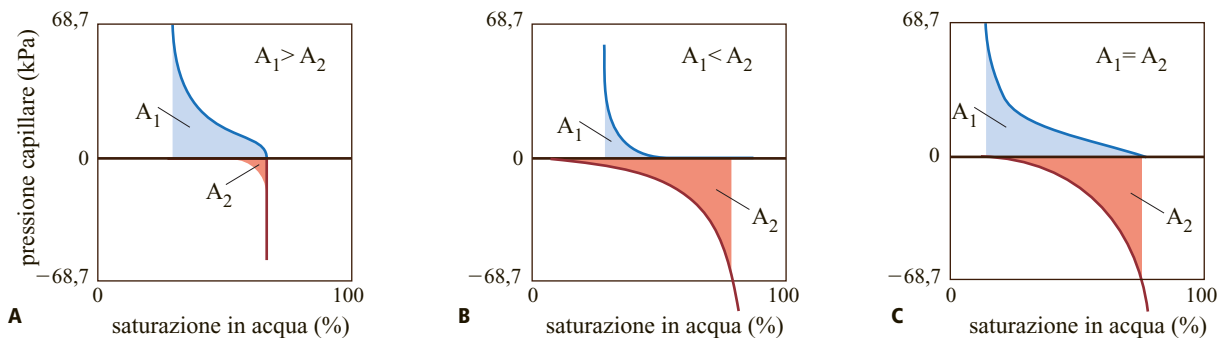 pressione capillare (kPa)
68,7
0
−68,7
A₁
A₂
A₁> A₂
0
100
saturazione in acqua (%)
A
68,7
0
−68,7
A₁
A₂
A₁< A₂
0
100
saturazione in acqua (%)
B
68,7
0
−68,7
A₁
A₂
A₁= A₂
0
100
saturazione in acqua (%)
C